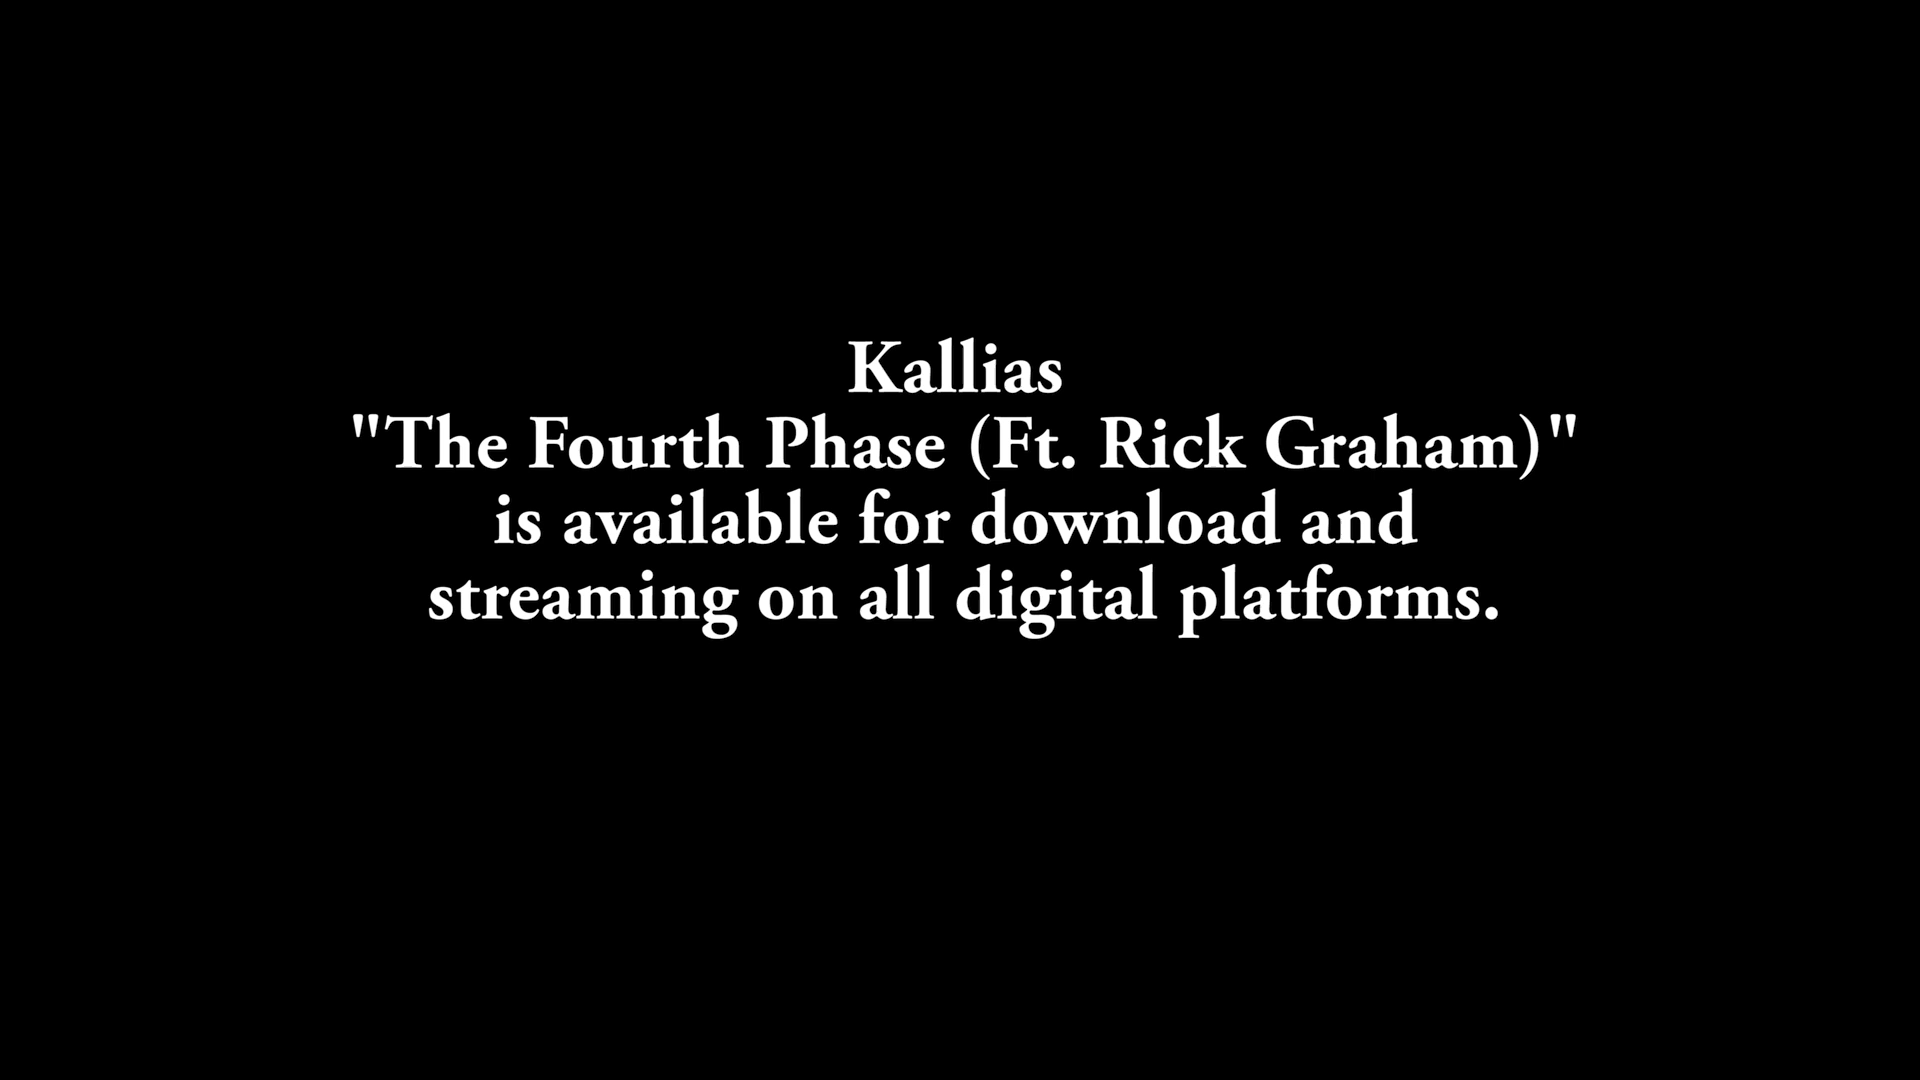 Kallias
"The Fourth Phase (Ft. Rick Graham)"
is available for download and
streaming on all digital platforms.